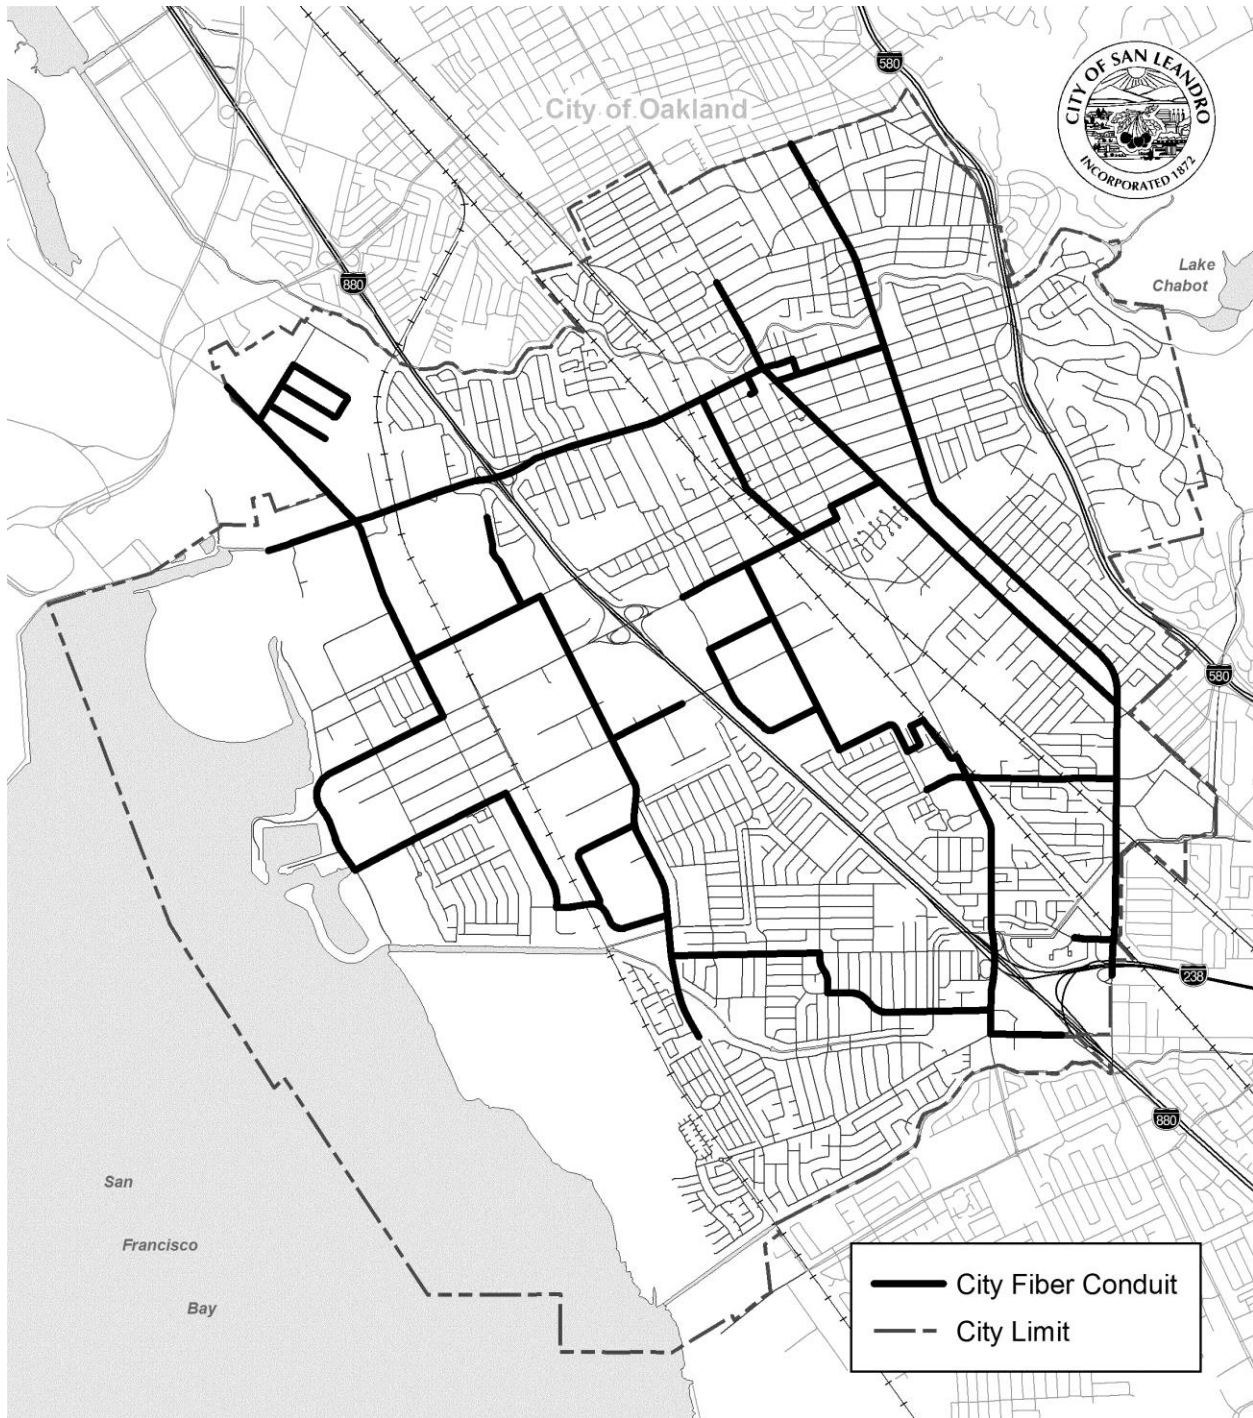 580
CITY OF SAN LEANDRO
INCORPORATED 1872
City of Oakland
880
Lake
Chabot
580
238
880
San
Francisco
Bay
City Fiber Conduit
City Limit